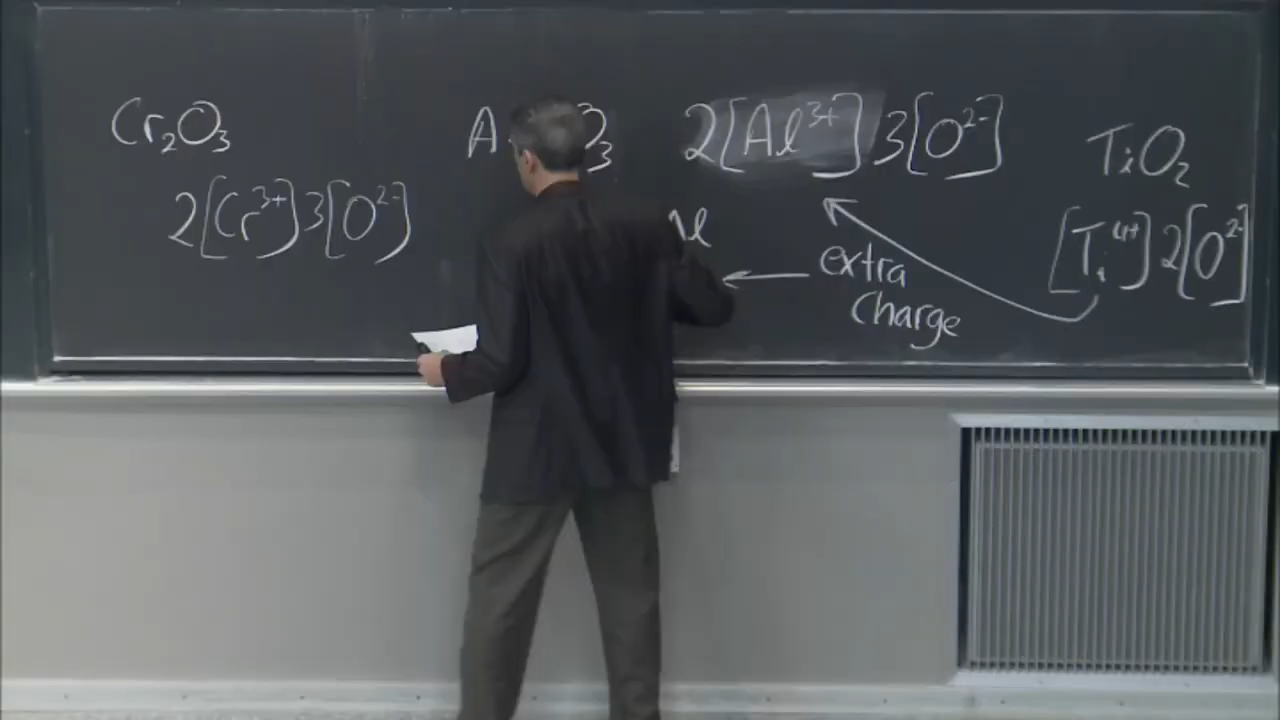 Cr₂O₃
2[Cr³⁺]3[O²⁻]
2[Al³⁺]3[O²⁻]
extra
charge
TiO₂
[Ti⁴⁺]2[O²⁻]